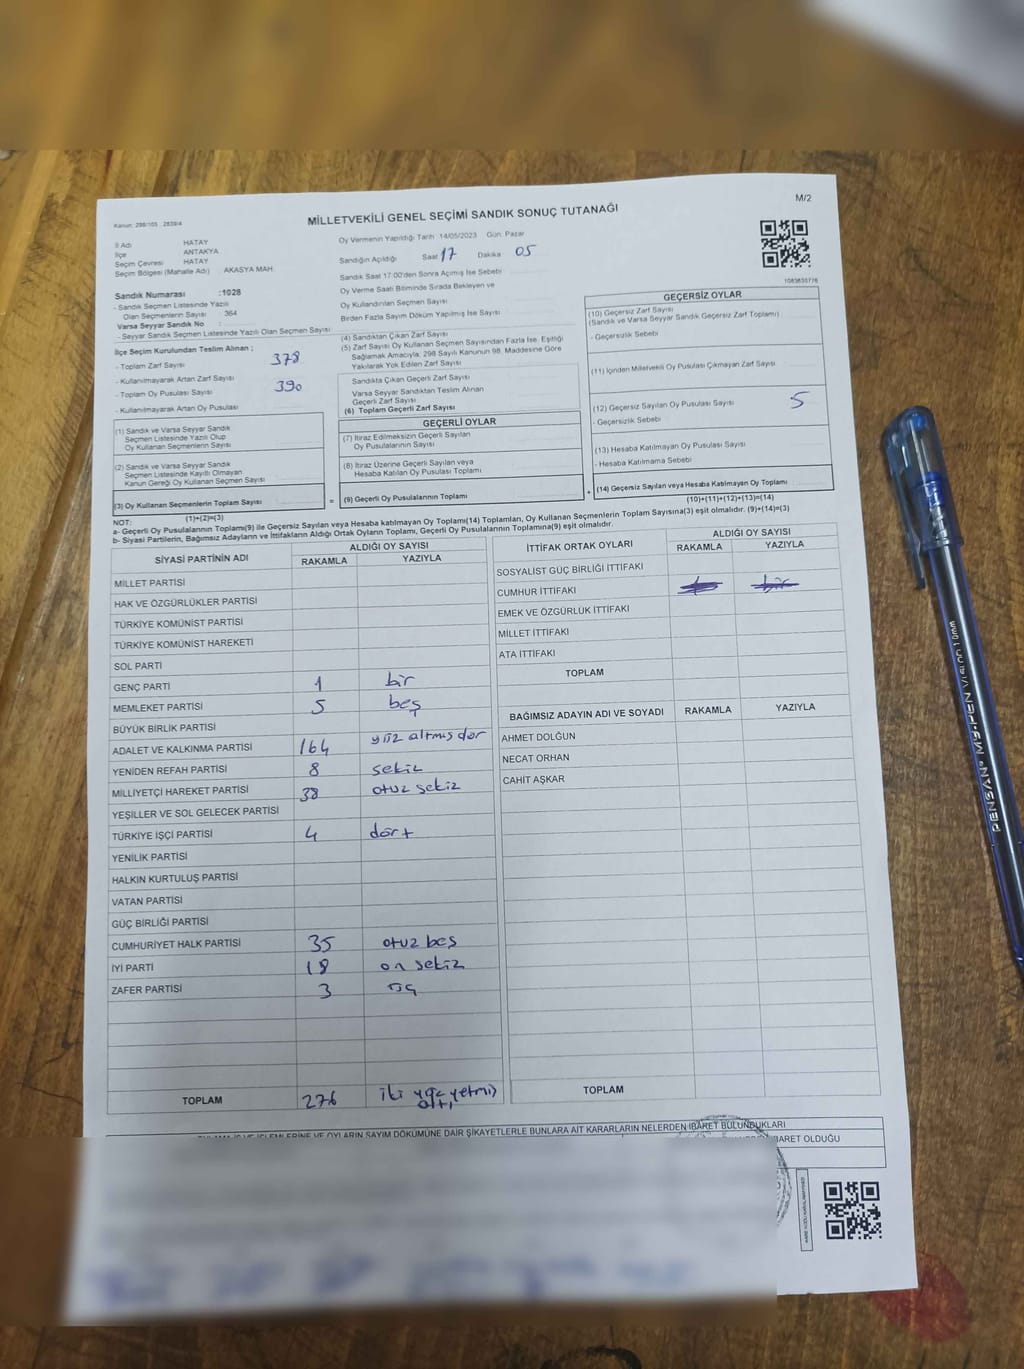 Kanun: 298/105 2839/4
MİLLETVEKİLİ GENEL SEÇİMİ SANDIK SONUÇ TUTANAĞI
M/2
İl Adı HATAY
İlçe ANTAKYA
Seçim Çevresi HATAY
Seçim Bölgesi (Mahalle Adı) AKASYA MAH.
Sandık Numarası :1028
- Sandık Seçmen Listesinde Yazılı
Olan Seçmenlerin Sayısı 364
Varsa Seyyar Sandık No :
- Seyyar Sandık Seçmen Listesinde Yazılı Olan Seçmen Sayısı
İlçe Seçim Kurulundan Teslim Alınan ;
- Toplam Zarf Sayısı 378
- Kullanılmayarak Artan Zarf Sayısı
- Toplam Oy Pusulası Sayısı 390
- Kullanılmayarak Artan Oy Pusulası
(1) Sandık ve Varsa Seyyar Sandık
Seçmen Listesinde Yazılı Olup
Oy Kullanan Seçmenlerin Sayısı
(2) Sandık ve Varsa Seyyar Sandık
Seçmen Listesinde Kayıtlı Olmayan
Kanun Gereği Oy Kullanan Seçmen Sayısı
(3) Oy Kullanan Seçmenlerin Toplam Sayısı
(1)+(2)=(3)
Oy Vermenin Yapıldığı Tarih 14/05/2023 Gün: Pazar
Sandığın Açıldığı Saat 17 Dakika 05
Sandık Saat 17.00'den Sonra Açılmış İse Sebebi
Oy Verme Saati Bitiminde Sırada Bekleyen ve
Oy Kullandırılan Seçmen Sayısı
Birden Fazla Sayım Döküm Yapılmış İse Sayısı
(4) Sandıktan Çıkan Zarf Sayısı
(5) Zarf Sayısı Oy Kullanan Seçmen Sayısından Fazla İse, Eşitliği
Sağlamak Amacıyla, 298 Sayılı Kanunun 98. Maddesine Göre
Yakılarak Yok Edilen Zarf Sayısı
Sandıkta Çıkan Geçerli Zarf Sayısı
Varsa Seyyar Sandıktan Teslim Alınan
Geçerli Zarf Sayısı
(6) Toplam Geçerli Zarf Sayısı
GEÇERLİ OYLAR
(7) İtiraz Edilmeksizin Geçerli Sayılan
Oy Pusulalarının Sayısı
(8) İtiraz Üzerine Geçerli Sayılan veya
Hesaba Katılan Oy Pusulası Toplamı
= (9) Geçerli Oy Pusulalarının Toplamı +
1083833776
GEÇERSİZ OYLAR
(10) Geçersiz Zarf Sayısı
(Sandık ve Varsa Seyyar Sandık Geçersiz Zarf Toplamı)
- Geçersizlik Sebebi
(11) İçinden Milletvekili Oy Pusulası Çıkmayan Zarf Sayısı
(12) Geçersiz Sayılan Oy Pusulası Sayısı 5
- Geçersizlik Sebebi
(13) Hesaba Katılmayan Oy Pusulası Sayısı
- Hesaba Katılmama Sebebi
(14) Geçersiz Sayılan veya Hesaba Katılmayan Oy Toplamı
(10)+(11)+(12)+(13)=(14)
NOT:
a- Geçerli Oy Pusulalarının Toplamı(9) ile Geçersiz Sayılan veya Hesaba katılmayan Oy Toplamı(14) Toplamları, Oy Kullanan Seçmenlerin Toplam Sayısına(3) eşit olmalıdır. (9)+(14)=(3)
b- Siyasi Partilerin, Bağımsız Adayların ve İttifakların Aldığı Ortak Oyların Toplamı, Geçerli Oy Pusulalarının Toplamına(9) eşit olmalıdır.
SİYASİ PARTİNİN ADI ALDIĞI OY SAYISI
RAKAMLA YAZIYLA
MİLLET PARTİSİ
HAK VE ÖZGÜRLÜKLER PARTİSİ
TÜRKİYE KOMÜNİST PARTİSİ
TÜRKİYE KOMÜNİST HAREKETİ
SOL PARTİ
GENÇ PARTİ 1 bir
MEMLEKET PARTİSİ 5 beş
BÜYÜK BİRLİK PARTİSİ
ADALET VE KALKINMA PARTİSİ 164 yüz altmış dör
YENİDEN REFAH PARTİSİ 8 sekiz
MİLLİYETÇİ HAREKET PARTİSİ 38 otuz sekiz
YEŞİLLER VE SOL GELECEK PARTİSİ
TÜRKİYE İŞÇİ PARTİSİ 4 dört
YENİLİK PARTİSİ
HALKIN KURTULUŞ PARTİSİ
VATAN PARTİSİ
GÜÇ BİRLİĞİ PARTİSİ
CUMHURİYET HALK PARTİSİ 35 otuz beş
İYİ PARTİ 18 on sekiz
ZAFER PARTİSİ 3 üç
TOPLAM 276 iki yüz yetmiş
altı
İTTİFAK ORTAK OYLARI ALDIĞI OY SAYISI
RAKAMLA YAZIYLA
SOSYALİST GÜÇ BİRLİĞİ İTTİFAKI
CUMHUR İTTİFAKI bir
EMEK VE ÖZGÜRLÜK İTTİFAKI
MİLLET İTTİFAKI
ATA İTTİFAKI
TOPLAM
BAĞIMSIZ ADAYIN ADI VE SOYADI RAKAMLA YAZIYLA
AHMET DOLĞUN
NECAT ORHAN
CAHİT AŞKAR
TOPLAM
OYLARIN SAYIM DÖKÜMÜNE DAİR ŞİKAYETLERLE BUNLARA AİT KARARLARIN NELERDEN İBARET BULUNDUKLARI
İBARET OLDUĞU
PENSAN MY-PEN 1.0mm